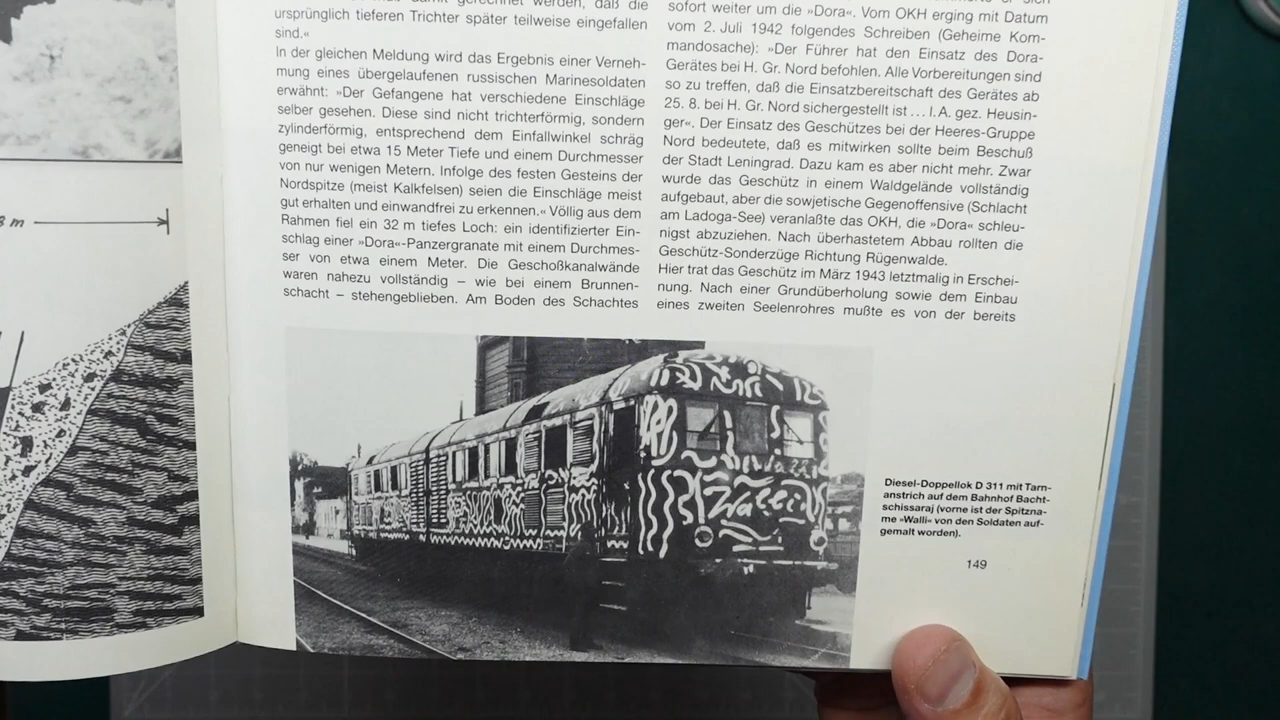 m
ursprünglich tieferen Trichter später teilweise eingefallen
sind.«
In der gleichen Meldung wird das Ergebnis einer Verneh-
mung eines übergelaufenen russischen Marinesoldaten
erwähnt: »Der Gefangene hat verschiedene Einschläge
selber gesehen. Diese sind nicht trichterförmig, sondern
zylinderförmig, entsprechend dem Einfallwinkel schräg
geneigt bei etwa 15 Meter Tiefe und einem Durchmesser
von nur wenigen Metern. Infolge des festen Gesteins der
Nordspitze (meist Kalkfelsen) seien die Einschläge meist
gut erhalten und einwandfrei zu erkennen.« Völlig aus dem
Rahmen fiel ein 32 m tiefes Loch: ein identifizierter Ein-
schlag einer »Dora«-Panzergranate mit einem Durchmes-
ser von etwa einem Meter. Die Geschoßkanalwände
waren nahezu vollständig – wie bei einem Brunnen-
schacht – stehengeblieben. Am Boden des Schachtes
sofort weiter um die »Dora«. Vom OKH erging mit Datum
vom 2. Juli 1942 folgendes Schreiben (Geheime Kom-
mandosache): »Der Führer hat den Einsatz des Dora-
Gerätes bei H. Gr. Nord befohlen. Alle Vorbereitungen sind
so zu treffen, daß die Einsatzbereitschaft des Gerätes ab
25. 8. bei H. Gr. Nord sichergestellt ist ... I. A. gez. Heusin-
ger«. Der Einsatz des Geschützes bei der Heeres-Gruppe
Nord bedeutete, daß es mitwirken sollte beim Beschuß
der Stadt Leningrad. Dazu kam es aber nicht mehr. Zwar
wurde das Geschütz in einem Waldgelände vollständig
aufgebaut, aber die sowjetische Gegenoffensive (Schlacht
am Ladoga-See) veranlaßte das OKH, die »Dora« schleu-
nigst abzuziehen. Nach überhastetem Abbau rollten die
Geschütz-Sonderzüge Richtung Rügenwalde.
Hier trat das Geschütz im März 1943 letztmalig in Erschei-
nung. Nach einer Grundüberholung sowie dem Einbau
eines zweiten Seelenrohres mußte es von der bereits
Walli
Diesel-Doppellok D 311 mit Tarn-
anstrich auf dem Bahnhof Bacht-
schissaraj (vorne ist der Spitzna-
me »Walli« von den Soldaten auf-
gemalt worden).
149